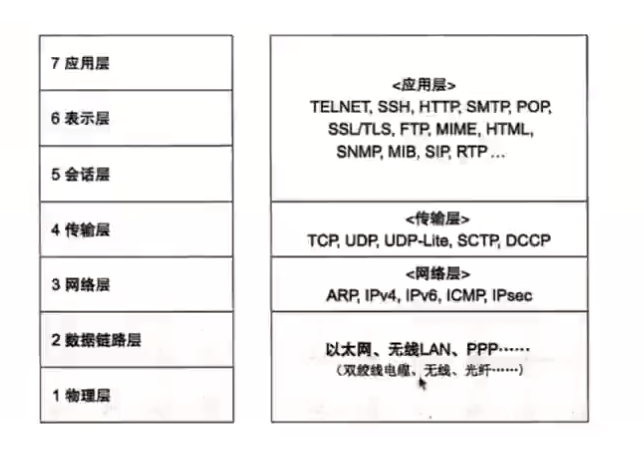 7 应用层
6 表示层
5 会话层
4 传输层
3 网络层
2 数据链路层
1 物理层
<应用层>
TELNET, SSH, HTTP, SMTP, POP,
SSL/TLS, FTP, MIME, HTML,
SNMP, MIB, SIP, RTP ...
<传输层>
TCP, UDP, UDP-Lite, SCTP, DCCP
<网络层>
ARP, IPv4, IPv6, ICMP, IPsec
以太网、无线LAN、PPP……
（双绞线电缆、无线、光纤……）